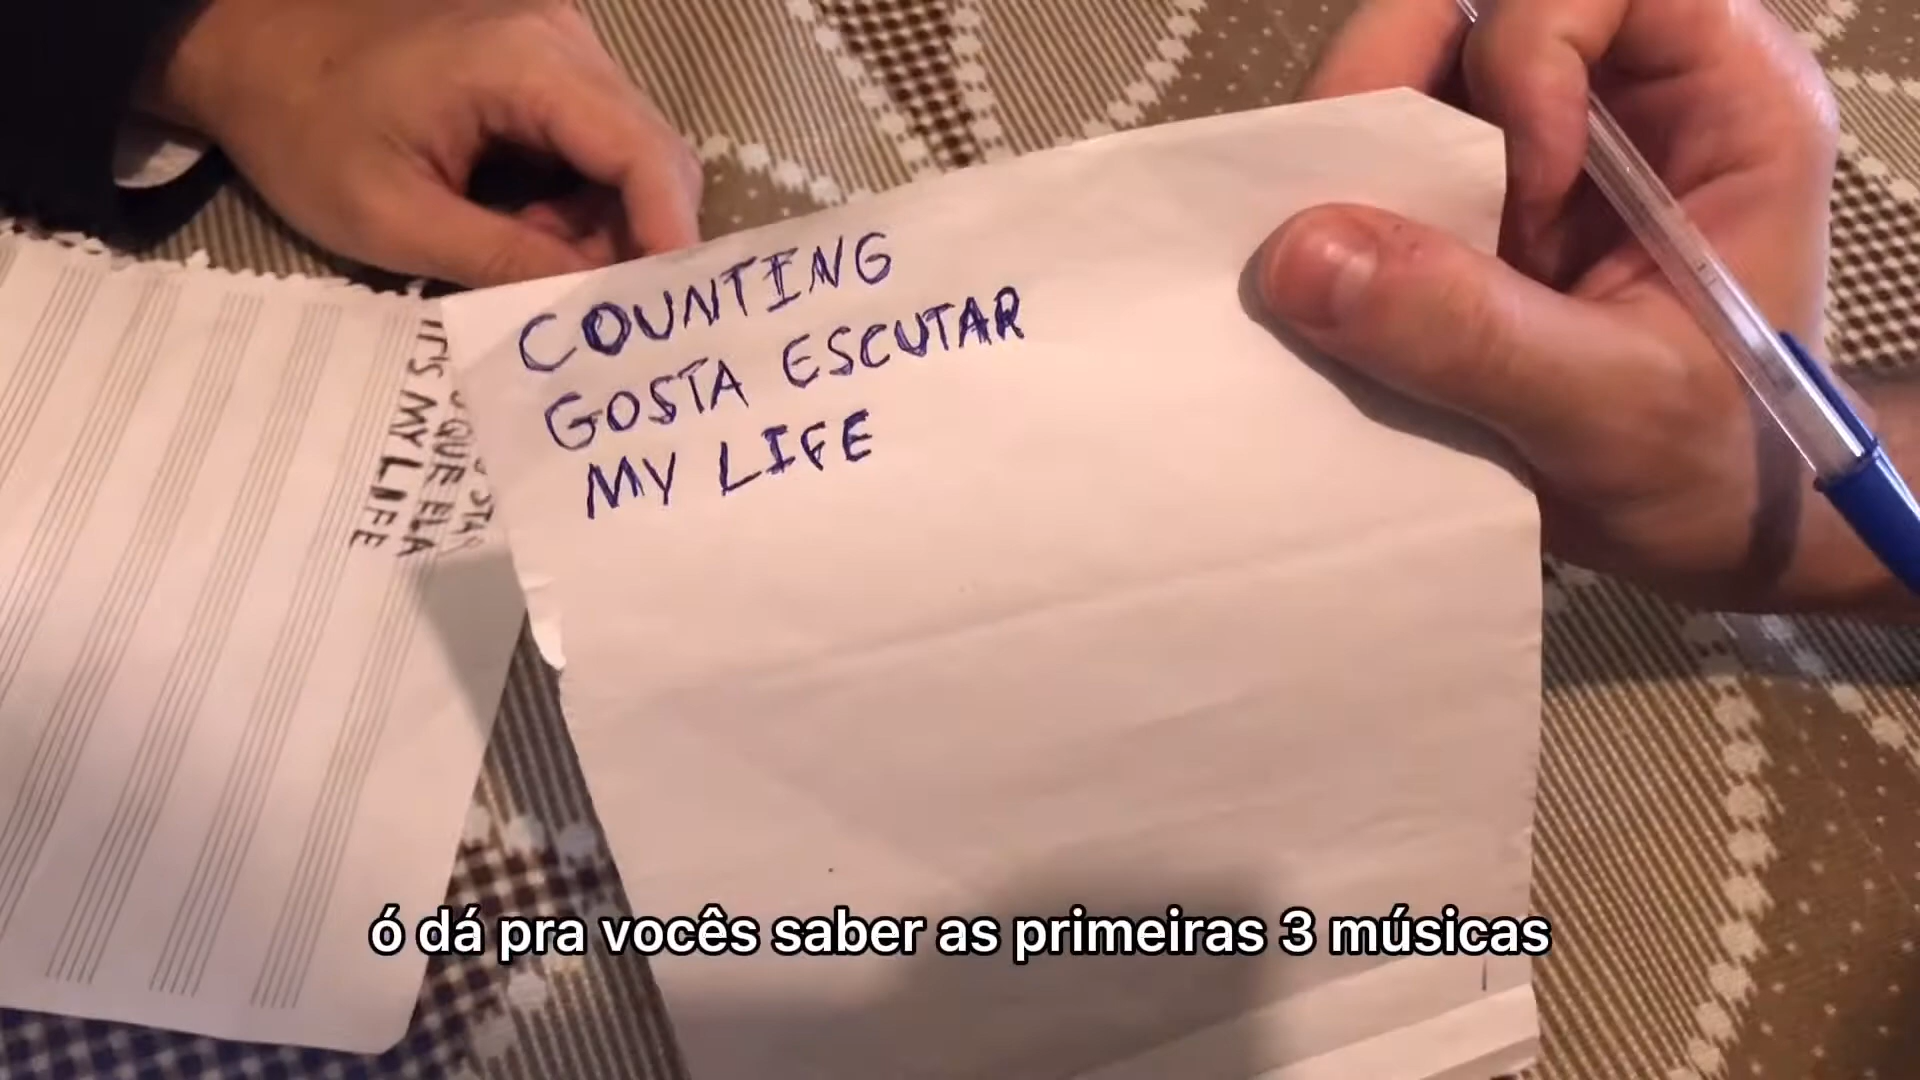 COUNTING
GOSTA ESCUTAR
MY LIFE
IT'S MY LIFE
QUE ELA
ó dá pra vocês saber as primeiras 3 músicas